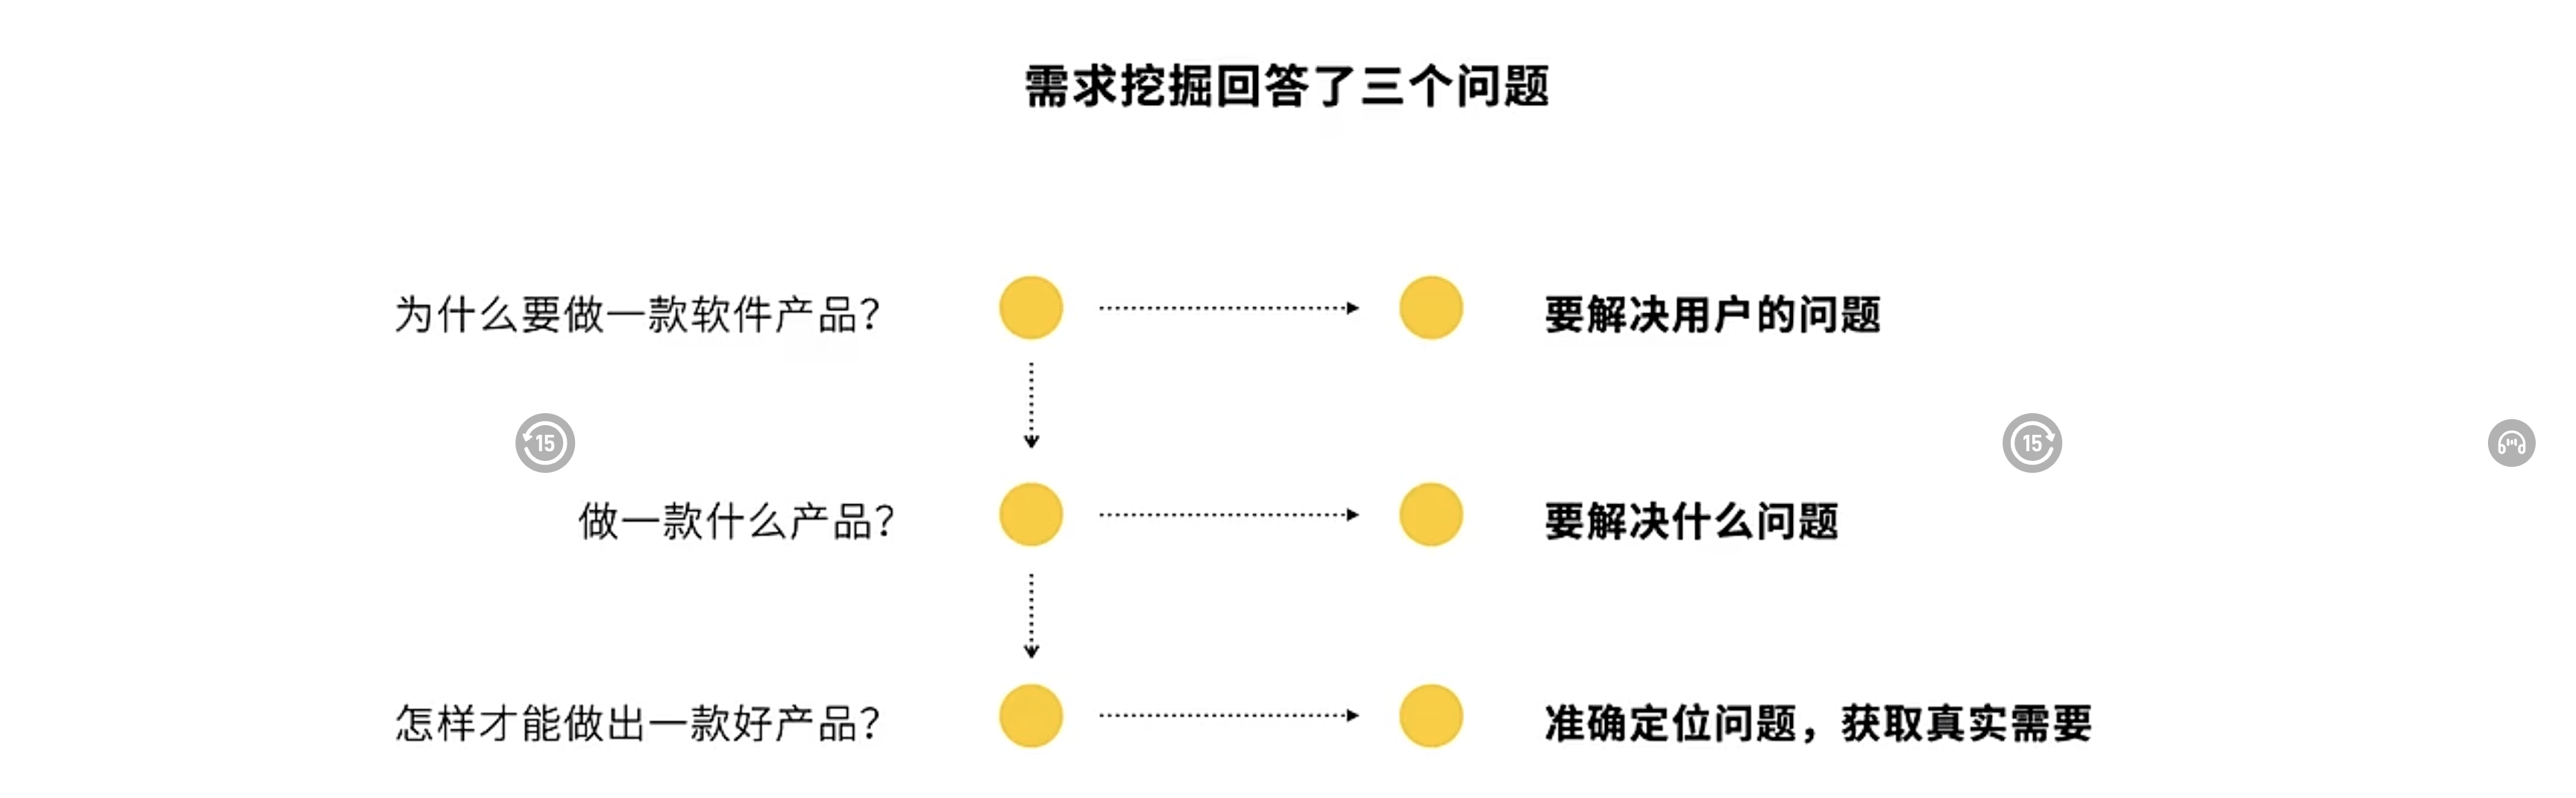 需求挖掘回答了三个问题
为什么要做一款软件产品？
要解决用户的问题
15
15
做一款什么产品？
要解决什么问题
怎样才能做出一款好产品？
准确定位问题，获取真实需要